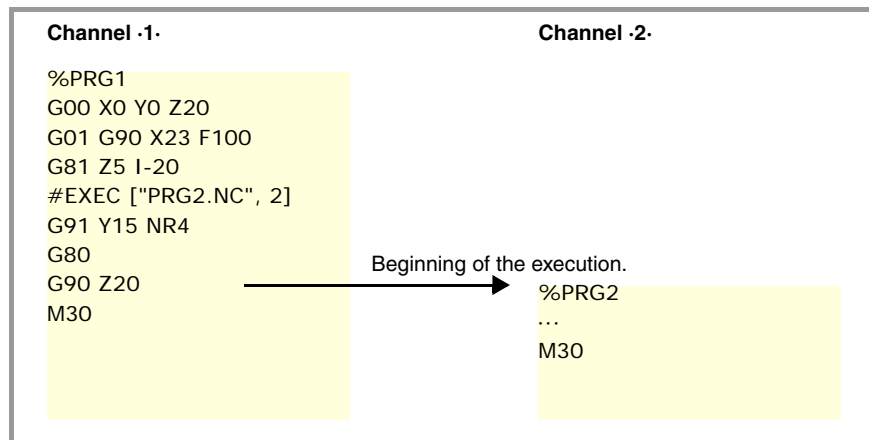 Channel ·1·
%PRG1
G00 X0 Y0 Z20
G01 G90 X23 F100
G81 Z5 I-20
#EXEC ["PRG2.NC", 2]
G91 Y15 NR4
G80
G90 Z20
M30
Channel ·2·
Beginning of the execution.
%PRG2
...
M30